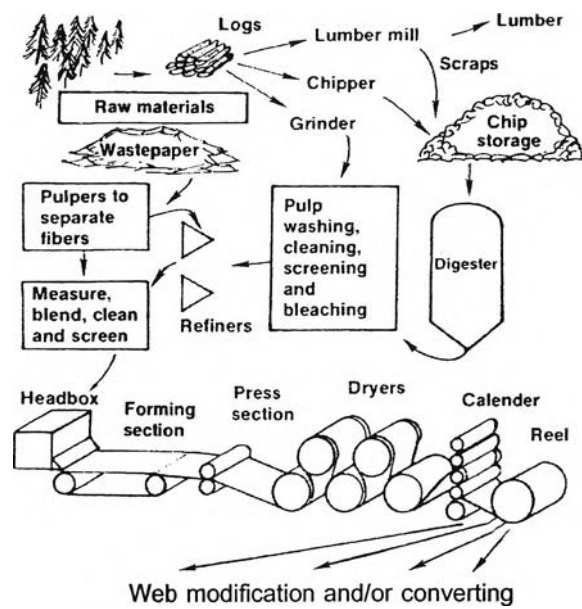 Logs
Lumber mill
Lumber
Scraps
Chipper
Raw materials
Grinder
Chip
storage
Wastepaper
Pulpers to
separate
fibers
Pulp
washing,
cleaning,
screening
and
bleaching
Digester
Measure,
blend, clean
and screen
Refiners
Headbox
Forming
section
Press
section
Dryers
Calender
Reel
Web modification and/or converting